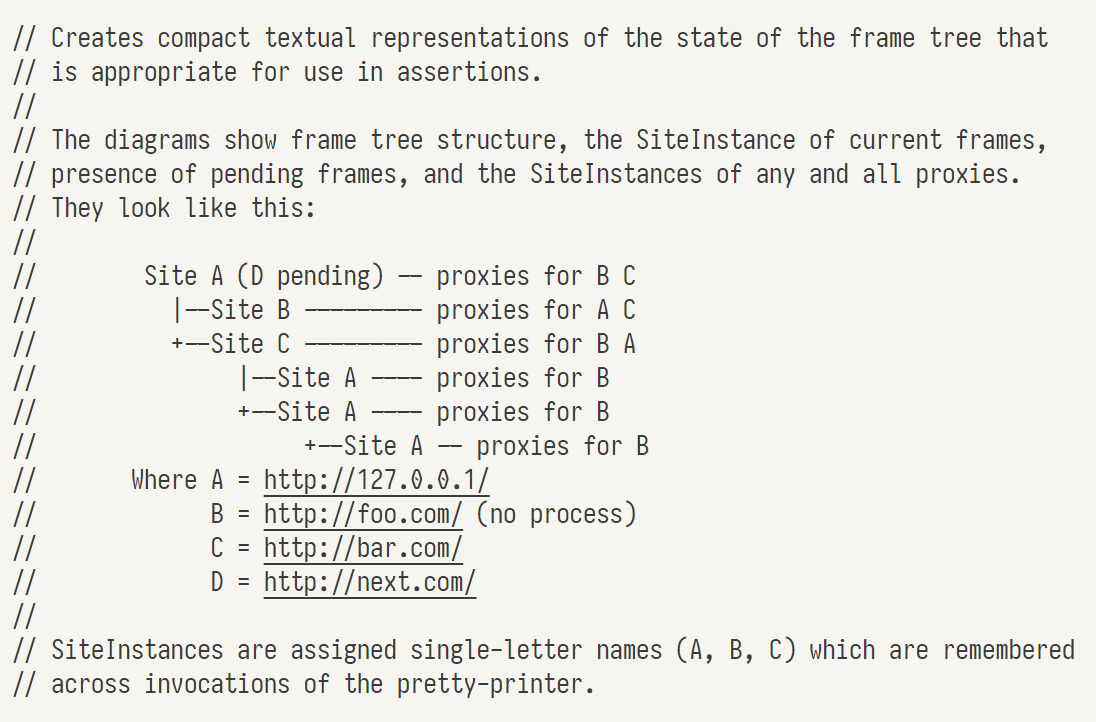 // Creates compact textual representations of the state of the frame tree that
// is appropriate for use in assertions.
//
// The diagrams show frame tree structure, the SiteInstance of current frames,
// presence of pending frames, and the SiteInstances of any and all proxies.
// They look like this:
//
//        Site A (D pending) -- proxies for B C
//          |--Site B --------- proxies for A C
//          +--Site C --------- proxies for B A
//               |--Site A ---- proxies for B
//               +--Site A ---- proxies for B
//                    +--Site A -- proxies for B
//       Where A = http://127.0.0.1/
//             B = http://foo.com/ (no process)
//             C = http://bar.com/
//             D = http://next.com/
//
// SiteInstances are assigned single-letter names (A, B, C) which are remembered
// across invocations of the pretty-printer.